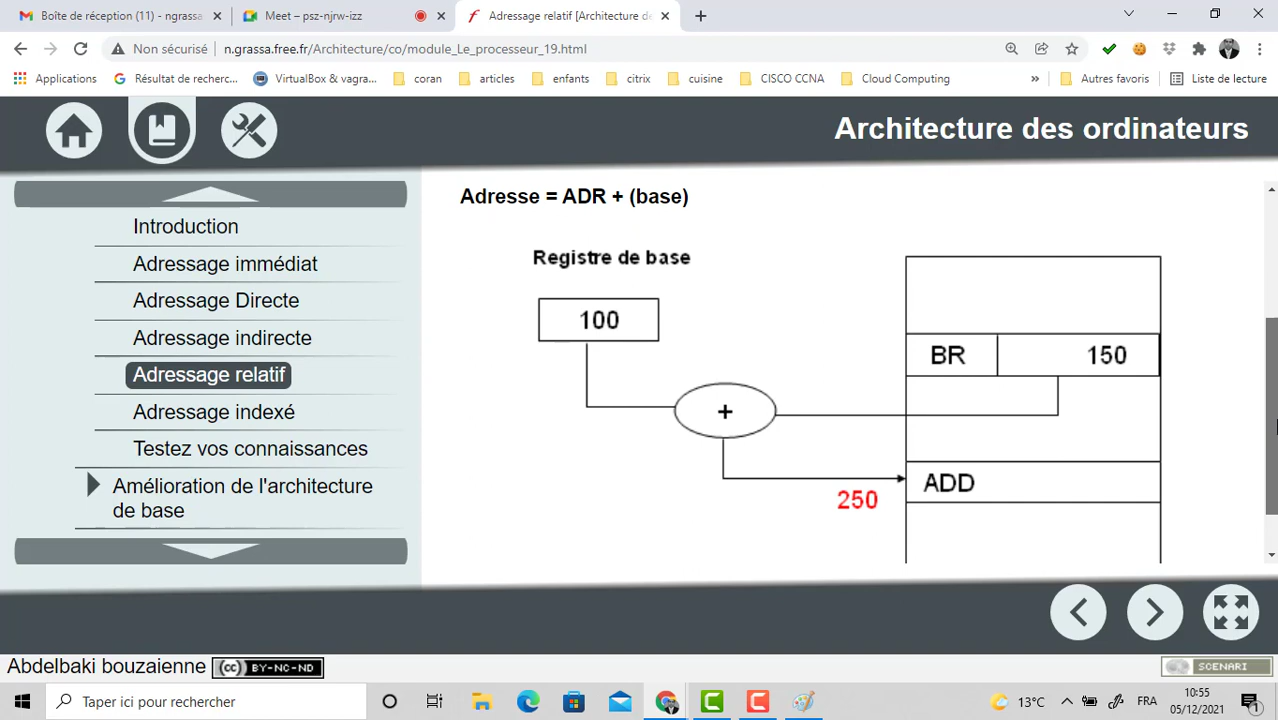 Boîte de réception (11) - ngrassa
Meet – psz-njrw-izz
Adressage relatif [Architecture de
Non sécurisé
n.grassa.free.fr/Architecture/co/module_Le_processeur_19.html
Applications
Résultat de recherc...
VirtualBox & vagra...
coran
articles
enfants
citrix
cuisine
CISCO CCNA
Cloud Computing
»
Autres favoris
Liste de lecture
Architecture des ordinateurs
Introduction
Adressage immédiat
Adressage Directe
Adressage indirecte
Adressage relatif
Adressage indexé
Testez vos connaissances
Amélioration de l'architecture
de base
Adresse = ADR + (base)
Registre de base
100
BR 150
+
ADD
250
Abdelbaki bouzaienne
cc BY-NC-ND
SCENARI
Taper ici pour rechercher
13°C
FRA
10:55
05/12/2021
1